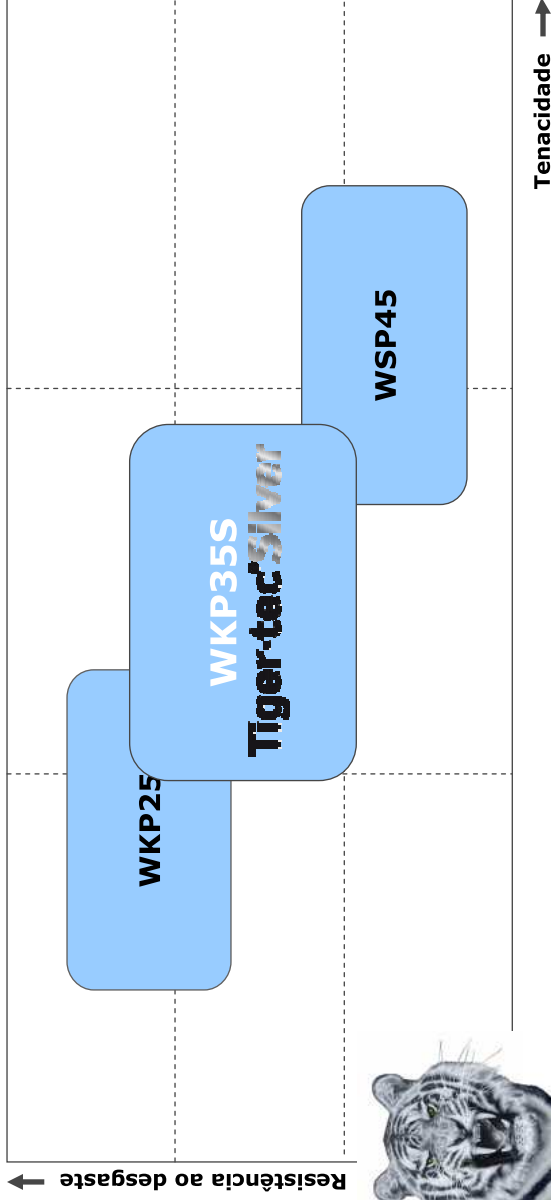 Resistência ao desgaste
WKP25
WKP35S
Tiger·tec®Silver
WSP45
Tenacidade